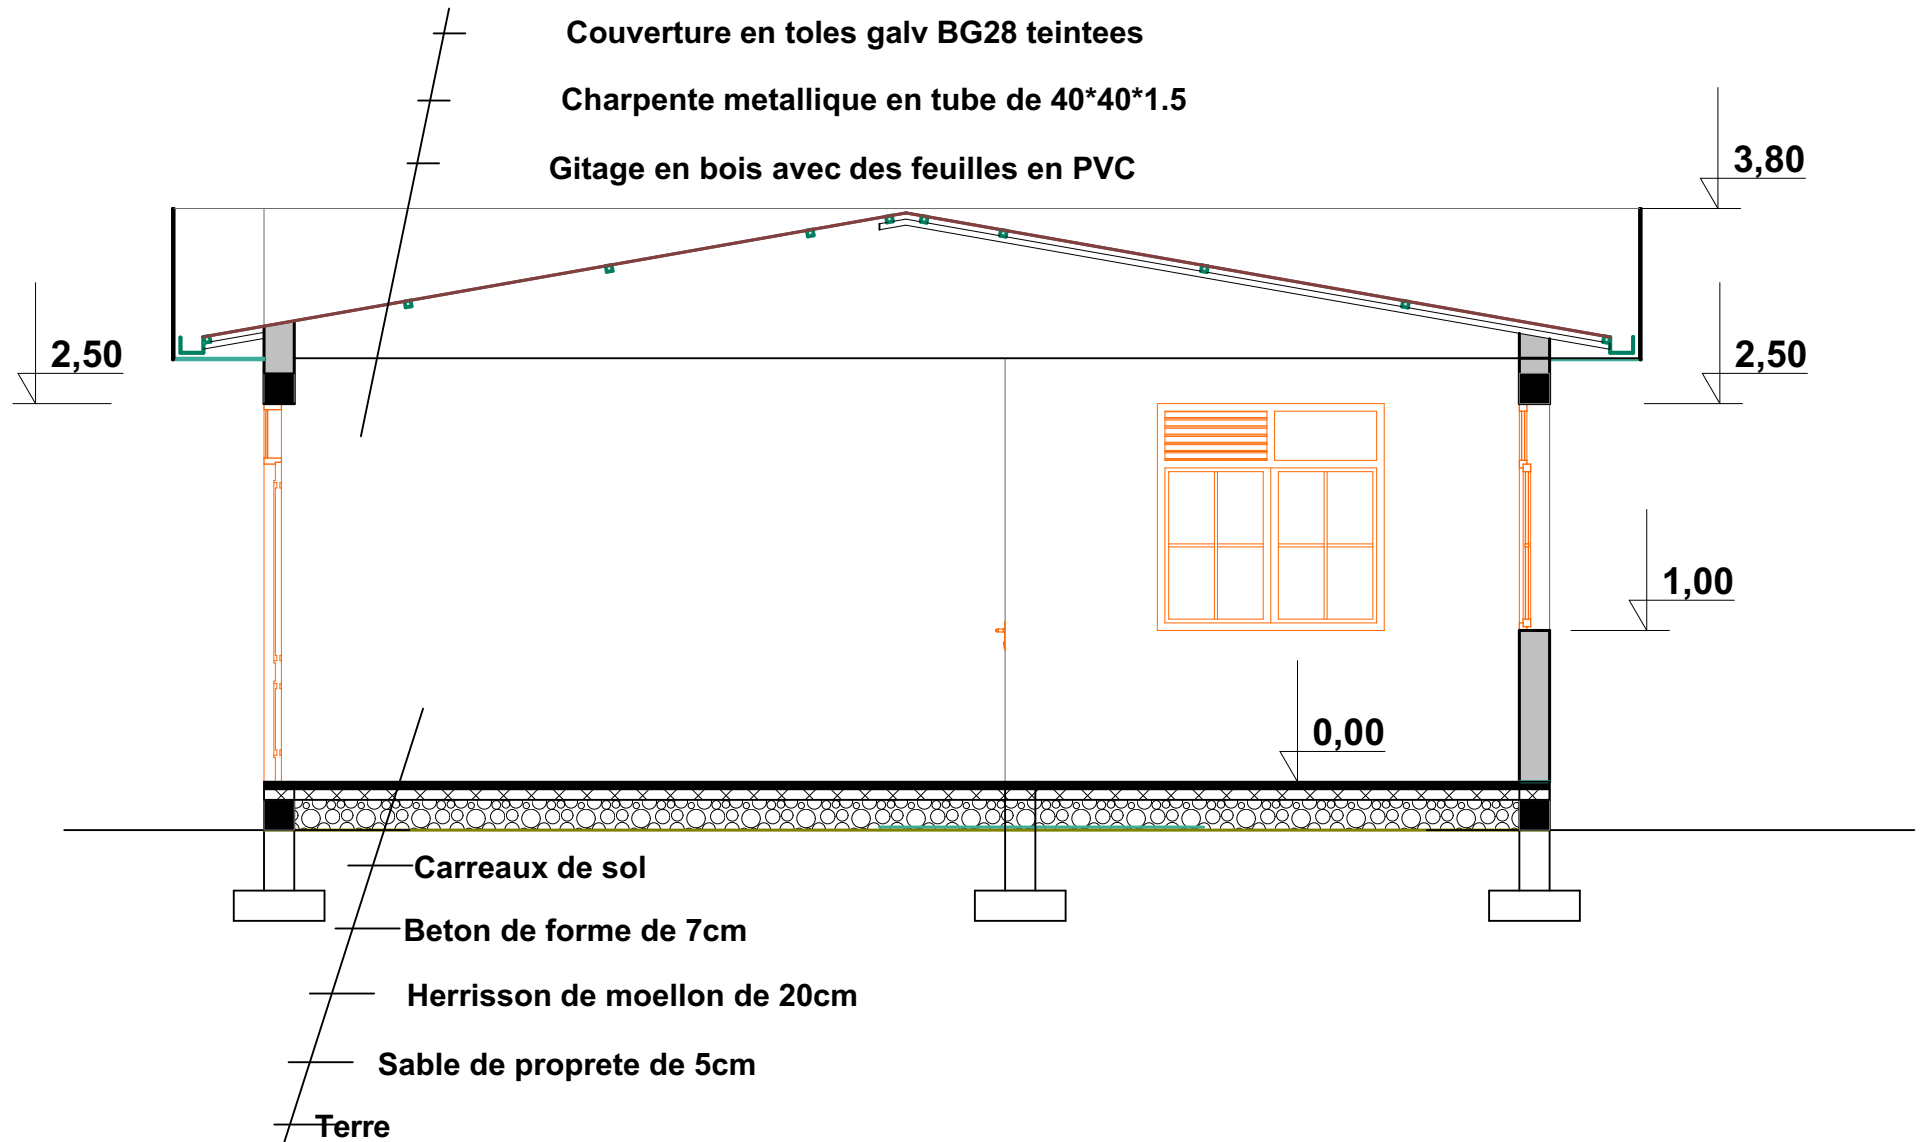 Couverture en toles galv BG28 teintees
Charpente metallique en tube de 40*40*1.5
Gitage en bois avec des feuilles en PVC
3,80
2,50
2,50
1,00
0,00
Carreaux de sol
Beton de forme de 7cm
Herrisson de moellon de 20cm
Sable de proprete de 5cm
Terre